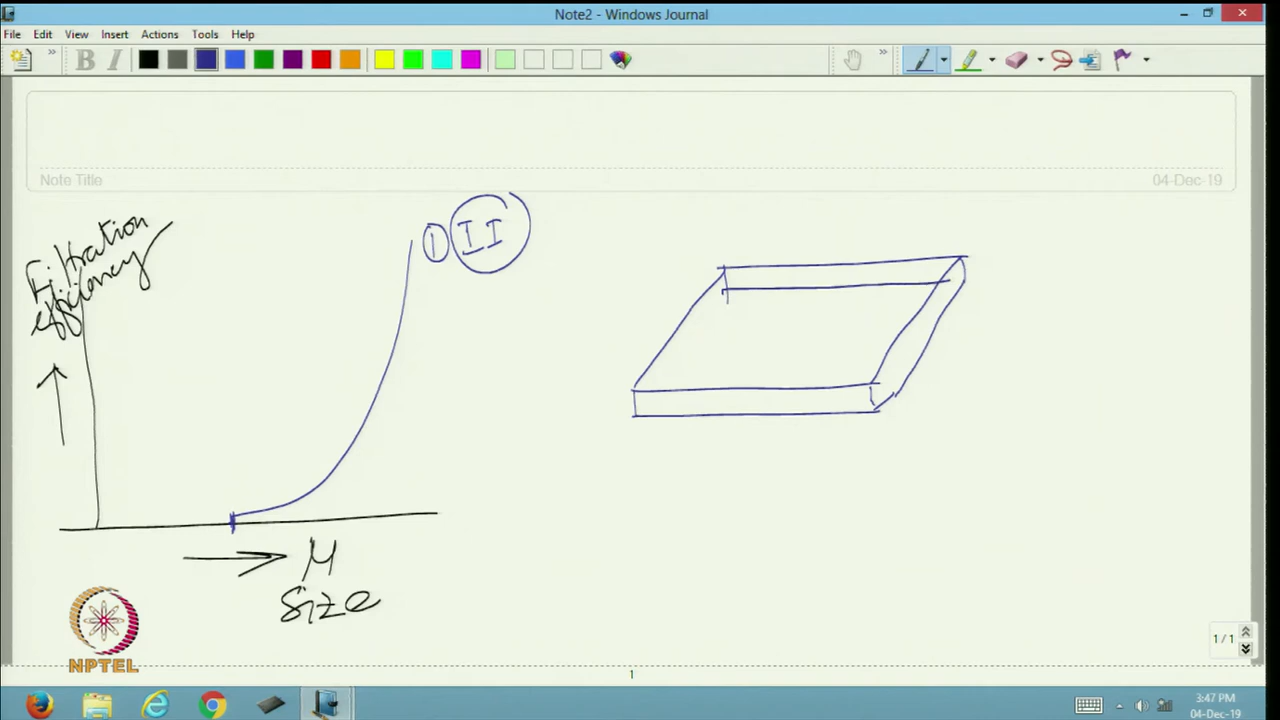 Note2 - Windows Journal
File Edit View Insert Actions Tools Help
B I
Note Title
04-Dec-19
Filtration
efficiency
I II
μ
Size
NPTEL
1/1
1
3:47 PM
04-Dec-19